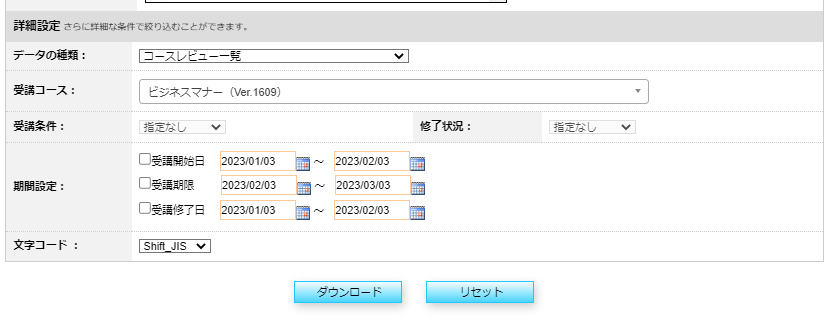 詳細設定 さらに詳細な条件で絞り込むことができます。
データの種類： コースレビュー一覧
受講コース： ビジネスマナー（Ver.1609）
受講条件： 指定なし 修了状況： 指定なし
期間設定：
受講開始日 2023/01/03 ～ 2023/02/03
受講期限 2023/02/03 ～ 2023/03/03
受講修了日 2023/01/03 ～ 2023/02/03
文字コード ： Shift_JIS
ダウンロード リセット